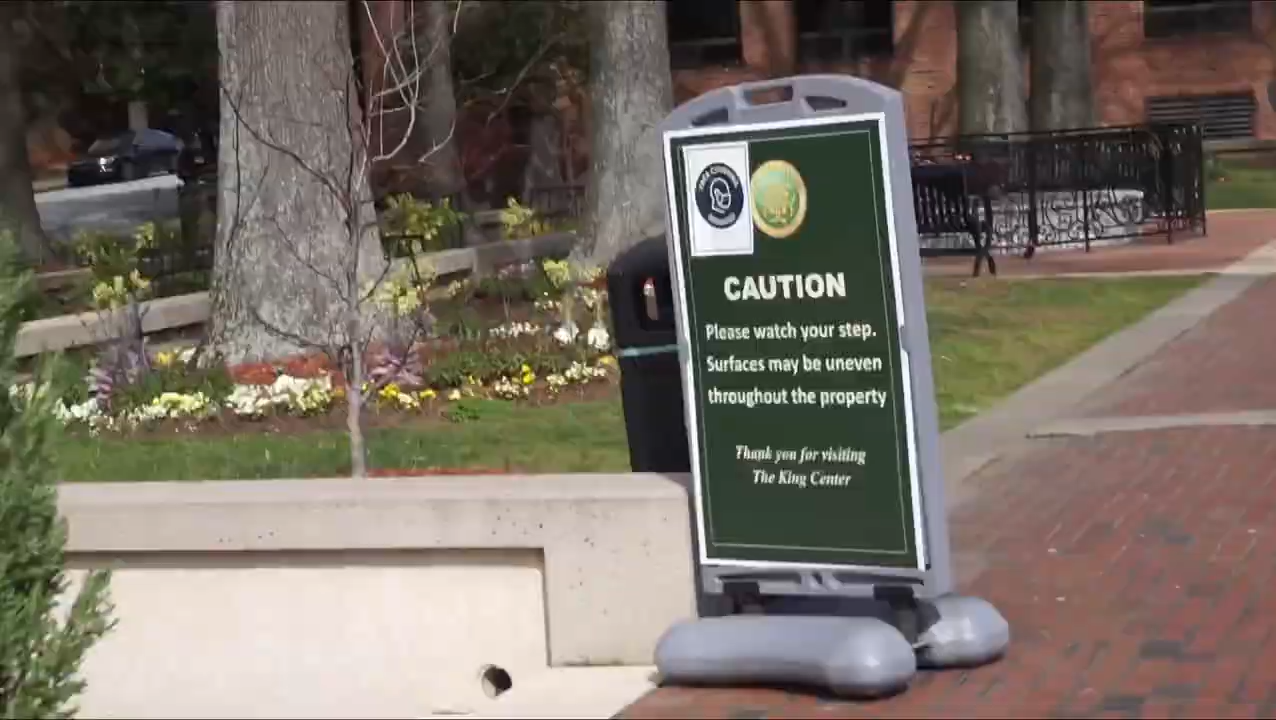 CAUTION
Please watch your step.
Surfaces may be uneven
throughout the property
Thank you for visiting
The King Center